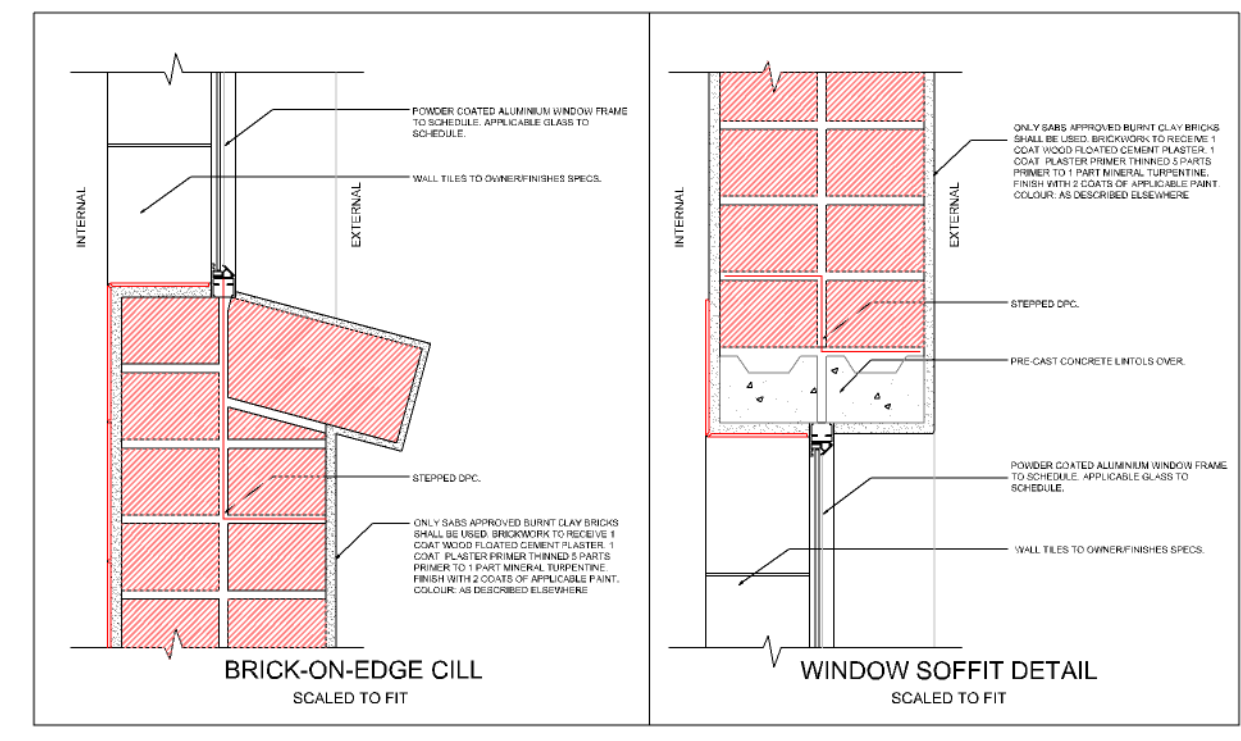 POWDER COATED ALUMINIUM WINDOW FRAME
TO SCHEDULE. APPLICABLE GLASS TO
SCHEDULE.
WALL TILES TO OWNER/FINISHES SPECS.
INTERNAL
EXTERNAL
STEPPED DPC.
ONLY SABS APPROVED BURNT CLAY BRICKS
SHALL BE USED. BRICKWORK TO RECEIVE 1
COAT WOOD FLOATED CEMENT PLASTER. 1
COAT PLASTER PRIMER THINNED 5 PARTS
PRIMER TO 1 PART MINERAL TURPENTINE.
FINISH WITH 2 COATS OF APPLICABLE PAINT.
COLOUR: AS DESCRIBED ELSEWHERE
BRICK-ON-EDGE CILL
SCALED TO FIT
ONLY SABS APPROVED BURNT CLAY BRICKS
SHALL BE USED. BRICKWORK TO RECEIVE 1
COAT WOOD FLOATED CEMENT PLASTER. 1
COAT PLASTER PRIMER THINNED 5 PARTS
PRIMER TO 1 PART MINERAL TURPENTINE.
FINISH WITH 2 COATS OF APPLICABLE PAINT.
COLOUR: AS DESCRIBED ELSEWHERE
INTERNAL
EXTERNAL
STEPPED DPC.
PRE-CAST CONCRETE LINTOLS OVER.
POWDER COATED ALUMINIUM WINDOW FRAME
TO SCHEDULE. APPLICABLE GLASS TO
SCHEDULE.
WALL TILES TO OWNER/FINISHES SPECS.
WINDOW SOFFIT DETAIL
SCALED TO FIT